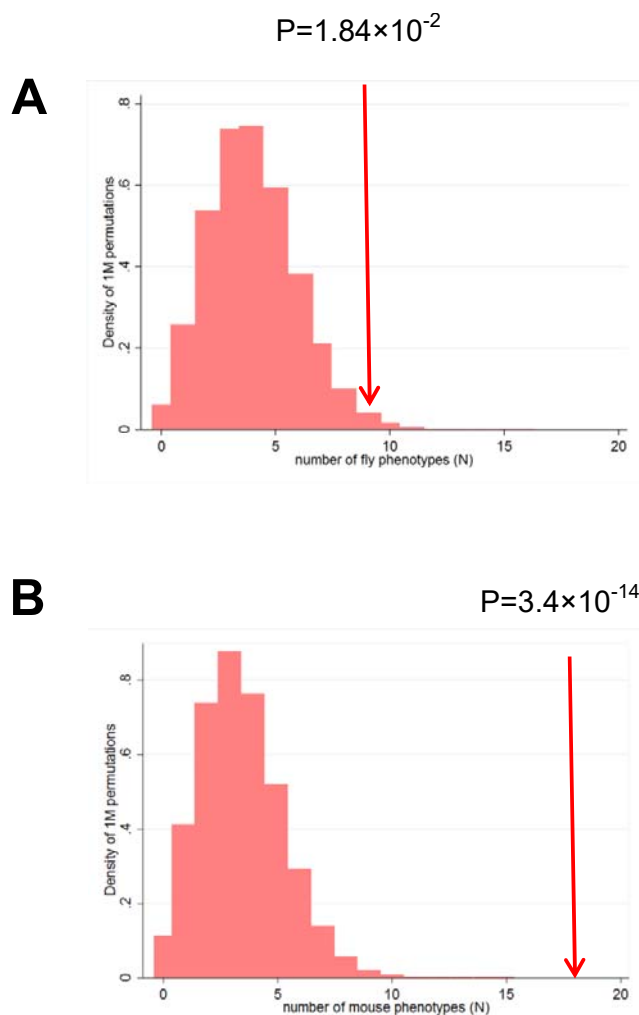 P=1.84×10-2
A
Density of 1M permutations
0 .2 .4 .6 .8
0 5 10 15 20
number of fly phenotypes (N)
P=3.4×10-14
B
Density of 1M permutations
0 .2 .4 .6 .8
0 5 10 15 20
number of mouse phenotypes (N)